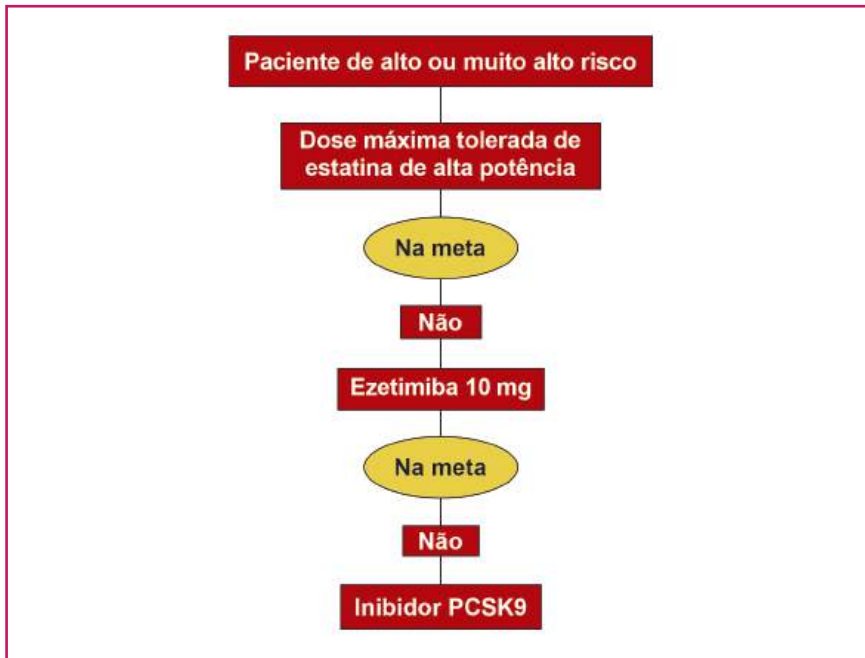 Paciente de alto ou muito alto risco
Dose máxima tolerada de
estatina de alta potência
Na meta
Não
Ezetimiba 10 mg
Na meta
Não
Inibidor PCSK9